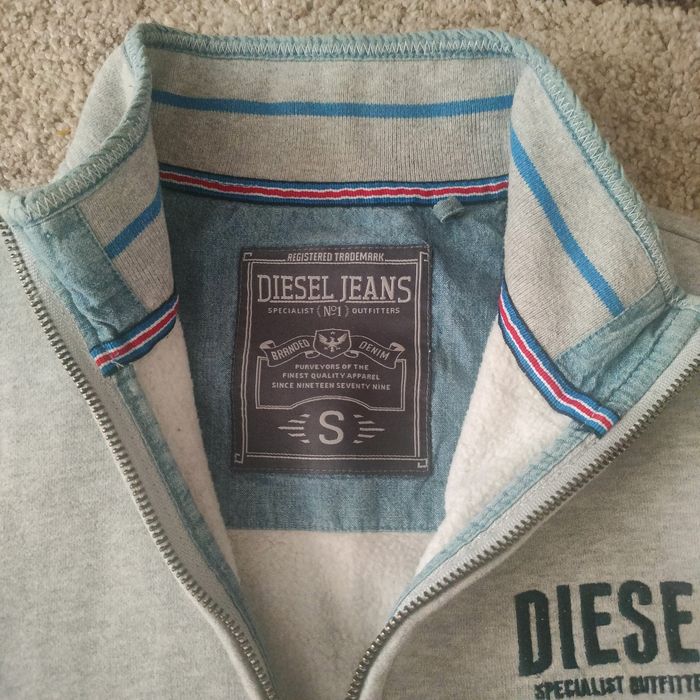 REGISTERED TRADEMARK
DIESEL JEANS
SPECIALIST (Nº1) OUTFITTERS
BRANDED DENIM
PURVEYORS OF THE
FINEST QUALITY APPAREL
SINCE NINETEEN SEVENTY NINE
S
DIESE
SPECIALIST OUTFITT